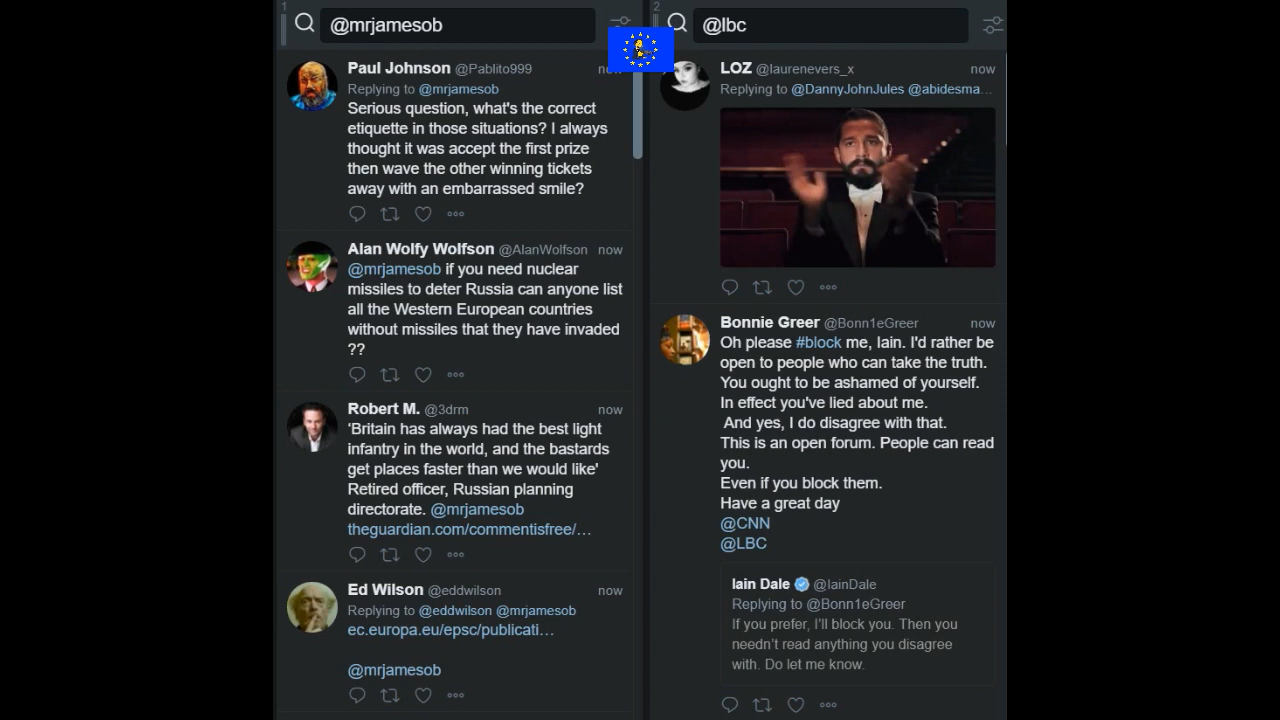 1
@mrjamesob
Paul Johnson @Pablito999
now
Replying to @mrjamesob
Serious question, what's the correct
etiquette in those situations? I always
thought it was accept the first prize
then wave the other winning tickets
away with an embarrassed smile?
Alan Wolfy Wolfson @AlanWolfson now
@mrjamesob if you need nuclear
missiles to deter Russia can anyone list
all the Western European countries
without missiles that they have invaded
??
Robert M. @3drm now
'Britain has always had the best light
infantry in the world, and the bastards
get places faster than we would like'
Retired officer, Russian planning
directorate. @mrjamesob
theguardian.com/commentisfree/…
Ed Wilson @eddwilson now
Replying to @eddwilson @mrjamesob
ec.europa.eu/epsc/publicati…
@mrjamesob
2
@lbc
LOZ @laurenevers_x now
Replying to @DannyJohnJules @abidesma…
Bonnie Greer @Bonn1eGreer now
Oh please #block me, Iain. I'd rather be
open to people who can take the truth.
You ought to be ashamed of yourself.
In effect you've lied about me.
And yes, I do disagree with that.
This is an open forum. People can read
you.
Even if you block them.
Have a great day
@CNN
@LBC
Iain Dale @IainDale
Replying to @Bonn1eGreer
If you prefer, I'll block you. Then you
needn't read anything you disagree
with. Do let me know.